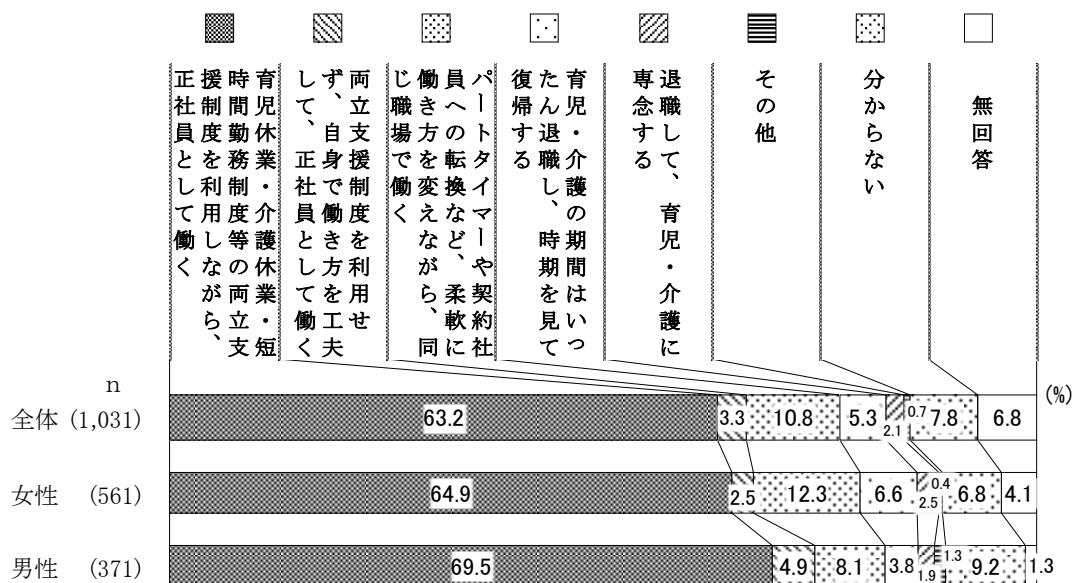 育児休業・介護休業・短
時間勤務制度等の両立支
援制度を利用しながら、
正社員として働く
両立支援制度を利用せ
ず、自身で働き方を工夫
して、正社員として働く
パートタイマーや契約社
員への転換など、柔軟に
働き方を変えながら、同
じ職場で働く
育児・介護の期間はいっ
たん退職し、時期を見て
復帰する
退職して、育児・介護に
専念する
その他
分からない
無回答
n
(%)
全体 (1,031) 63.2 3.3 10.8 5.3 2.1 0.7 7.8 6.8
女性 (561) 64.9 2.5 12.3 6.6 2.5 0.4 6.8 4.1
男性 (371) 69.5 4.9 8.1 3.8 1.9 1.3 9.2 1.3